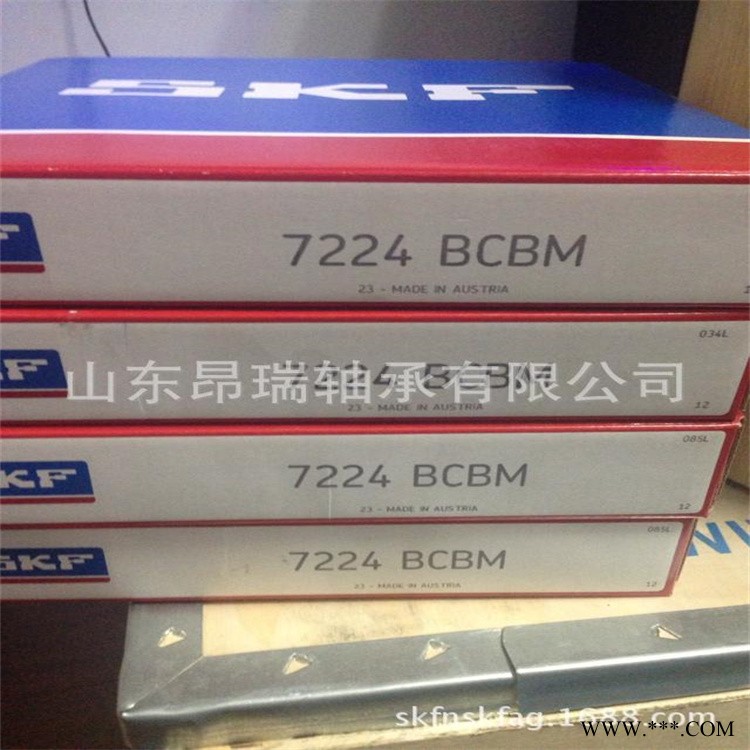 SKF
7224 BCBM
23 - MADE IN AUSTRIA
034L
7224 BCBM
23 - MADE IN AUSTRIA
12
山东昂瑞轴承有限公司
085L
SKF
7224 BCBM
23 - MADE IN AUSTRIA
12
085L
SKF
7224 BCBM
23 - MADE IN AUSTRIA
12
skfnskfag.1688.com
www.***.com